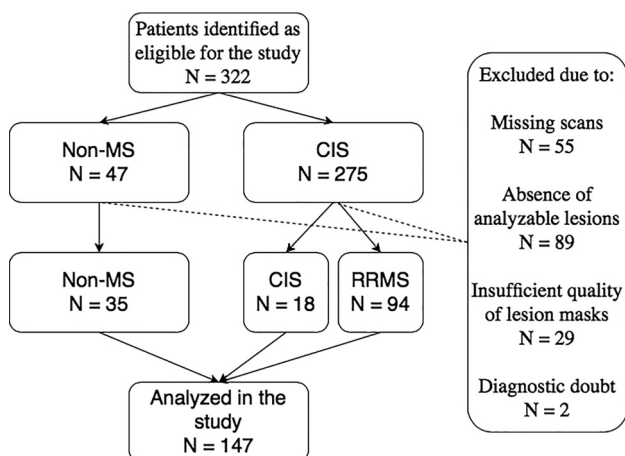 Patients identified as
eligible for the study
N = 322
Non-MS
N = 47
CIS
N = 275
Non-MS
N = 35
CIS
N = 18
RRMS
N = 94
Analyzed in the
study
N = 147
Excluded due to:
Missing scans
N = 55
Absence of
analyzable lesions
N = 89
Insufficient quality
of lesion masks
N = 29
Diagnostic doubt
N = 2